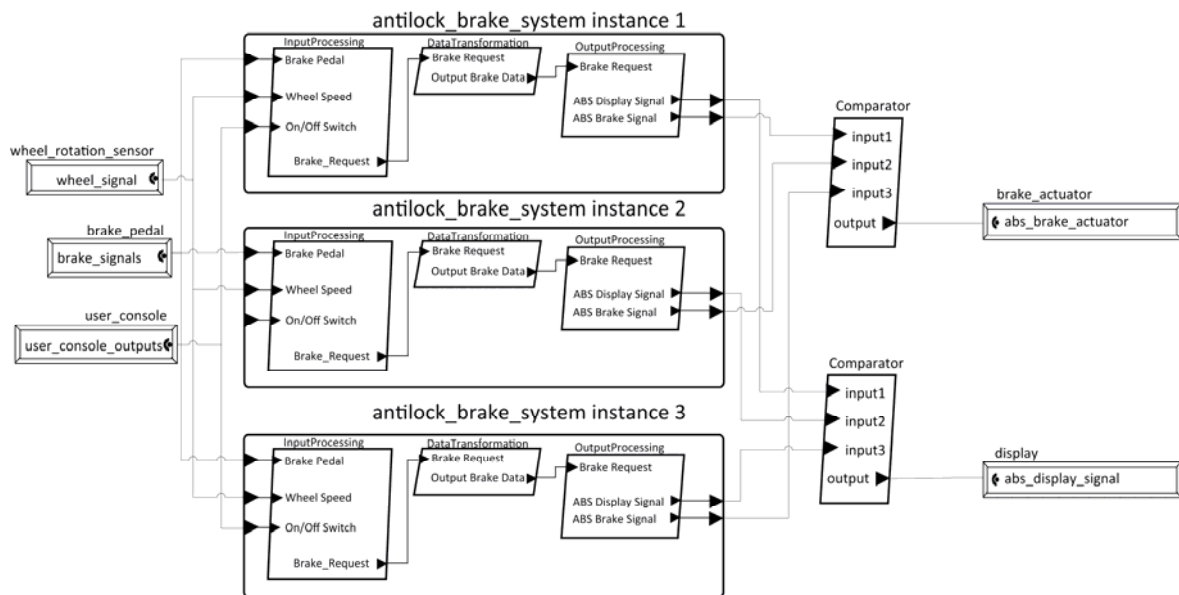 antilock_brake_system instance 1
InputProcessing
Brake Pedal
Wheel Speed
On/Off Switch
Brake_Request
DataTransformation
Brake Request
Output Brake Data
OutputProcessing
Brake Request
ABS Display Signal
ABS Brake Signal
wheel_rotation_sensor
wheel_signal
brake_pedal
brake_signals
user_console
user_console_outputs
antilock_brake_system instance 2
InputProcessing
Brake Pedal
Wheel Speed
On/Off Switch
Brake_Request
DataTransformation
Brake Request
Output Brake Data
OutputProcessing
Brake Request
ABS Display Signal
ABS Brake Signal
antilock_brake_system instance 3
InputProcessing
Brake Pedal
Wheel Speed
On/Off Switch
Brake_Request
DataTransformation
Brake Request
Output Brake Data
OutputProcessing
Brake Request
ABS Display Signal
ABS Brake Signal
Comparator
input1
input2
input3
output
brake_actuator
abs_brake_actuator
Comparator
input1
input2
input3
output
display
abs_display_signal